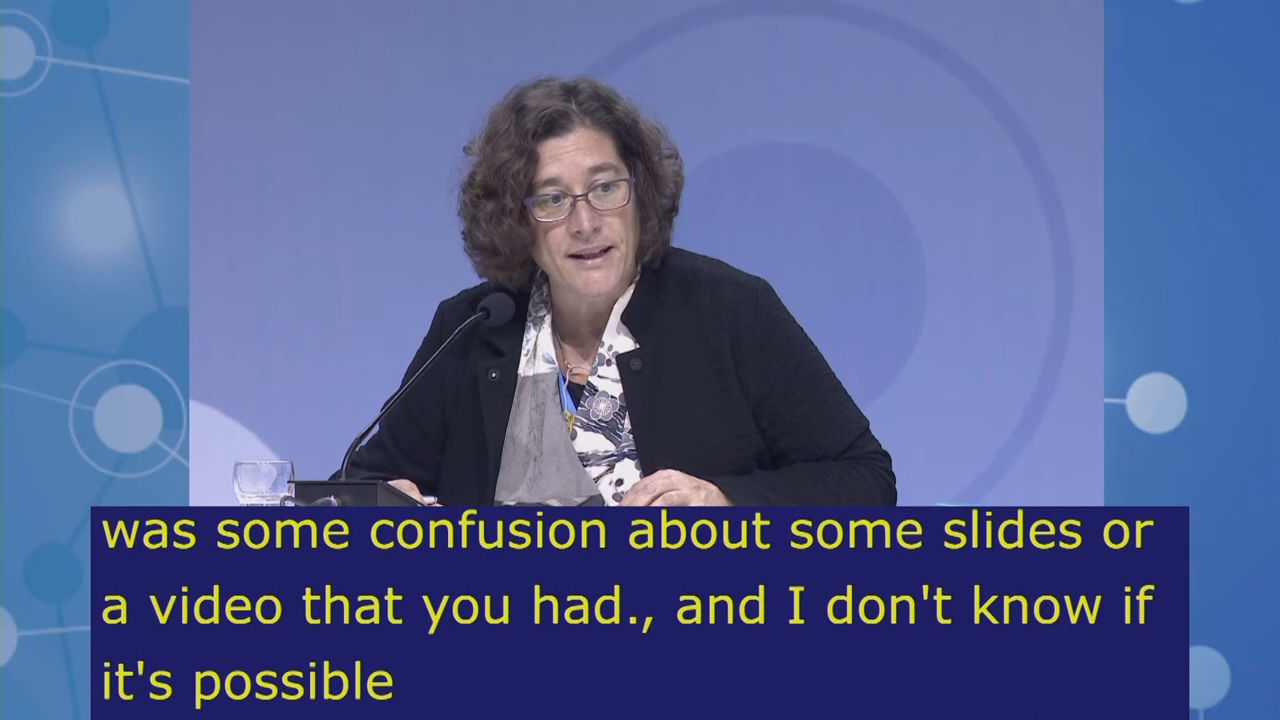 was some confusion about some slides or
a video that you had., and I don't know if
it's possible